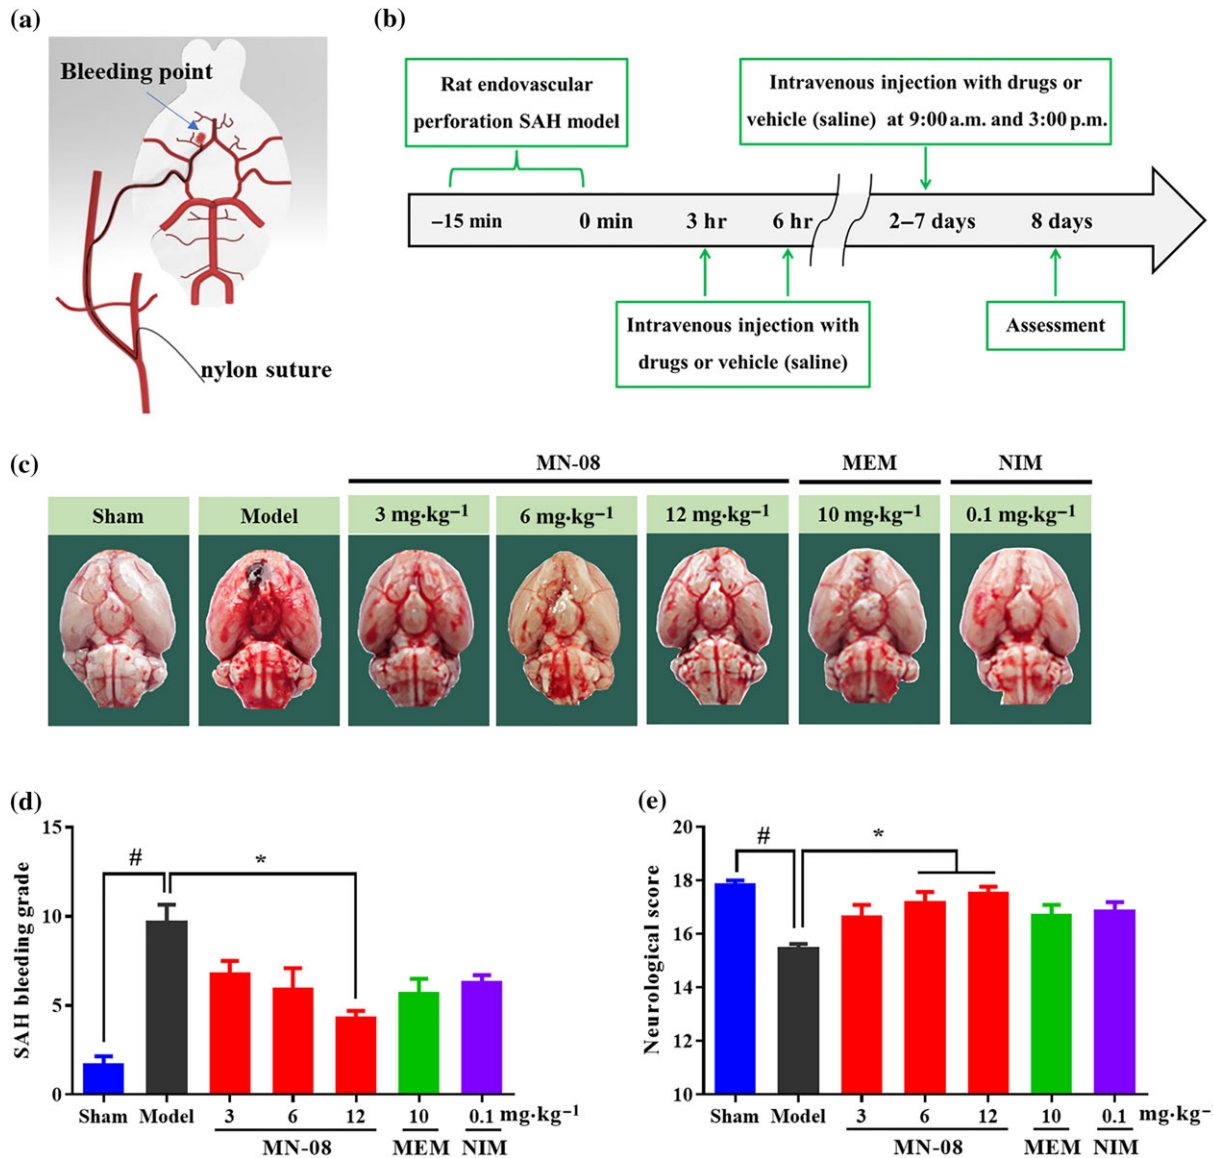 (a)
Bleeding point
nylon suture
(b)
Rat endovascular
perforation SAH model
Intravenous injection with drugs or
vehicle (saline) at 9:00 a.m. and 3:00 p.m.
–15 min 0 min 3 hr 6 hr 2–7 days 8 days
Intravenous injection with
drugs or vehicle (saline)
Assessment
(c)
MN-08 MEM NIM
Sham Model 3 mg·kg−1 6 mg·kg−1 12 mg·kg−1 10 mg·kg−1 0.1 mg·kg−1
(d)
SAH bleeding grade
15
10
5
0
# *
Sham Model 3 6 12 10 0.1 mg·kg−1
MN-08 MEM NIM
(e)
Neurological score
20
18
16
14
12
10
# *
Sham Model 3 6 12 10 0.1 mg·kg−1
MN-08 MEM NIM